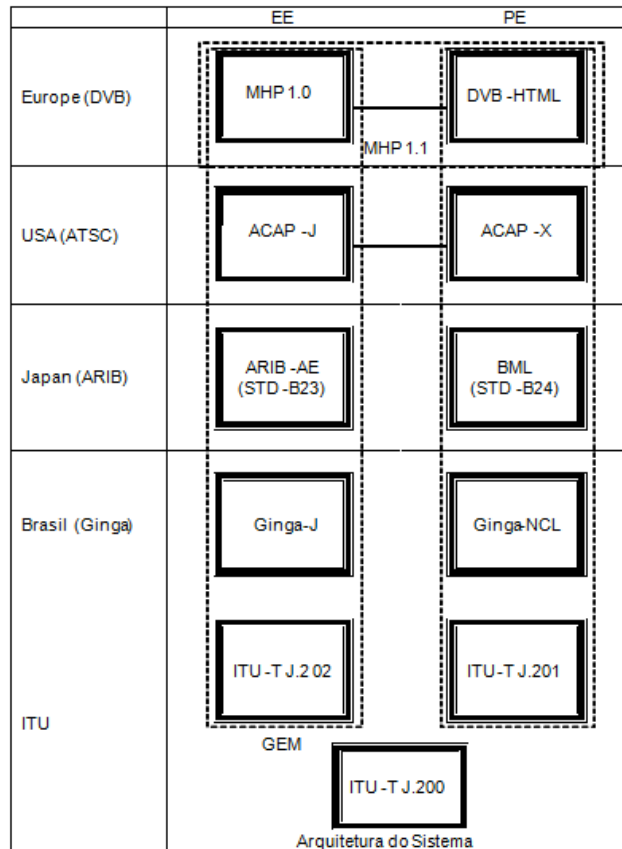 EE PE
Europe (DVB)
MHP 1.0
DVB -HTML
MHP 1.1
USA (ATSC)
ACAP -J
ACAP -X
Japan (ARIB)
ARIB -AE
(STD -B23)
BML
(STD -B24)
Brasil (Ginga)
Ginga-J
Ginga-NCL
ITU
ITU -T J.2 02
ITU -T J.201
GEM
ITU -T J.200
Arquitetura do Sistema